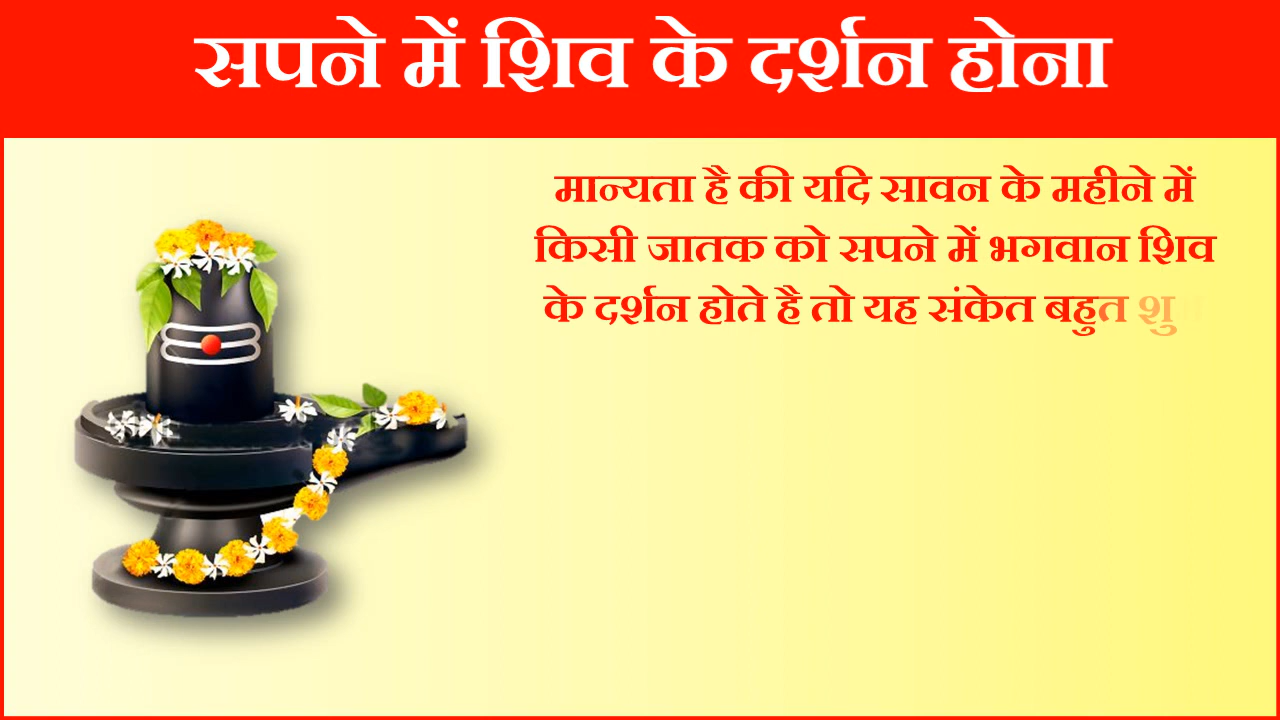 सपने में शिव के दर्शन होना
मान्यता है की यदि सावन के महीने में
किसी जातक को सपने में भगवान शिव
के दर्शन होते है तो यह संकेत बहुत